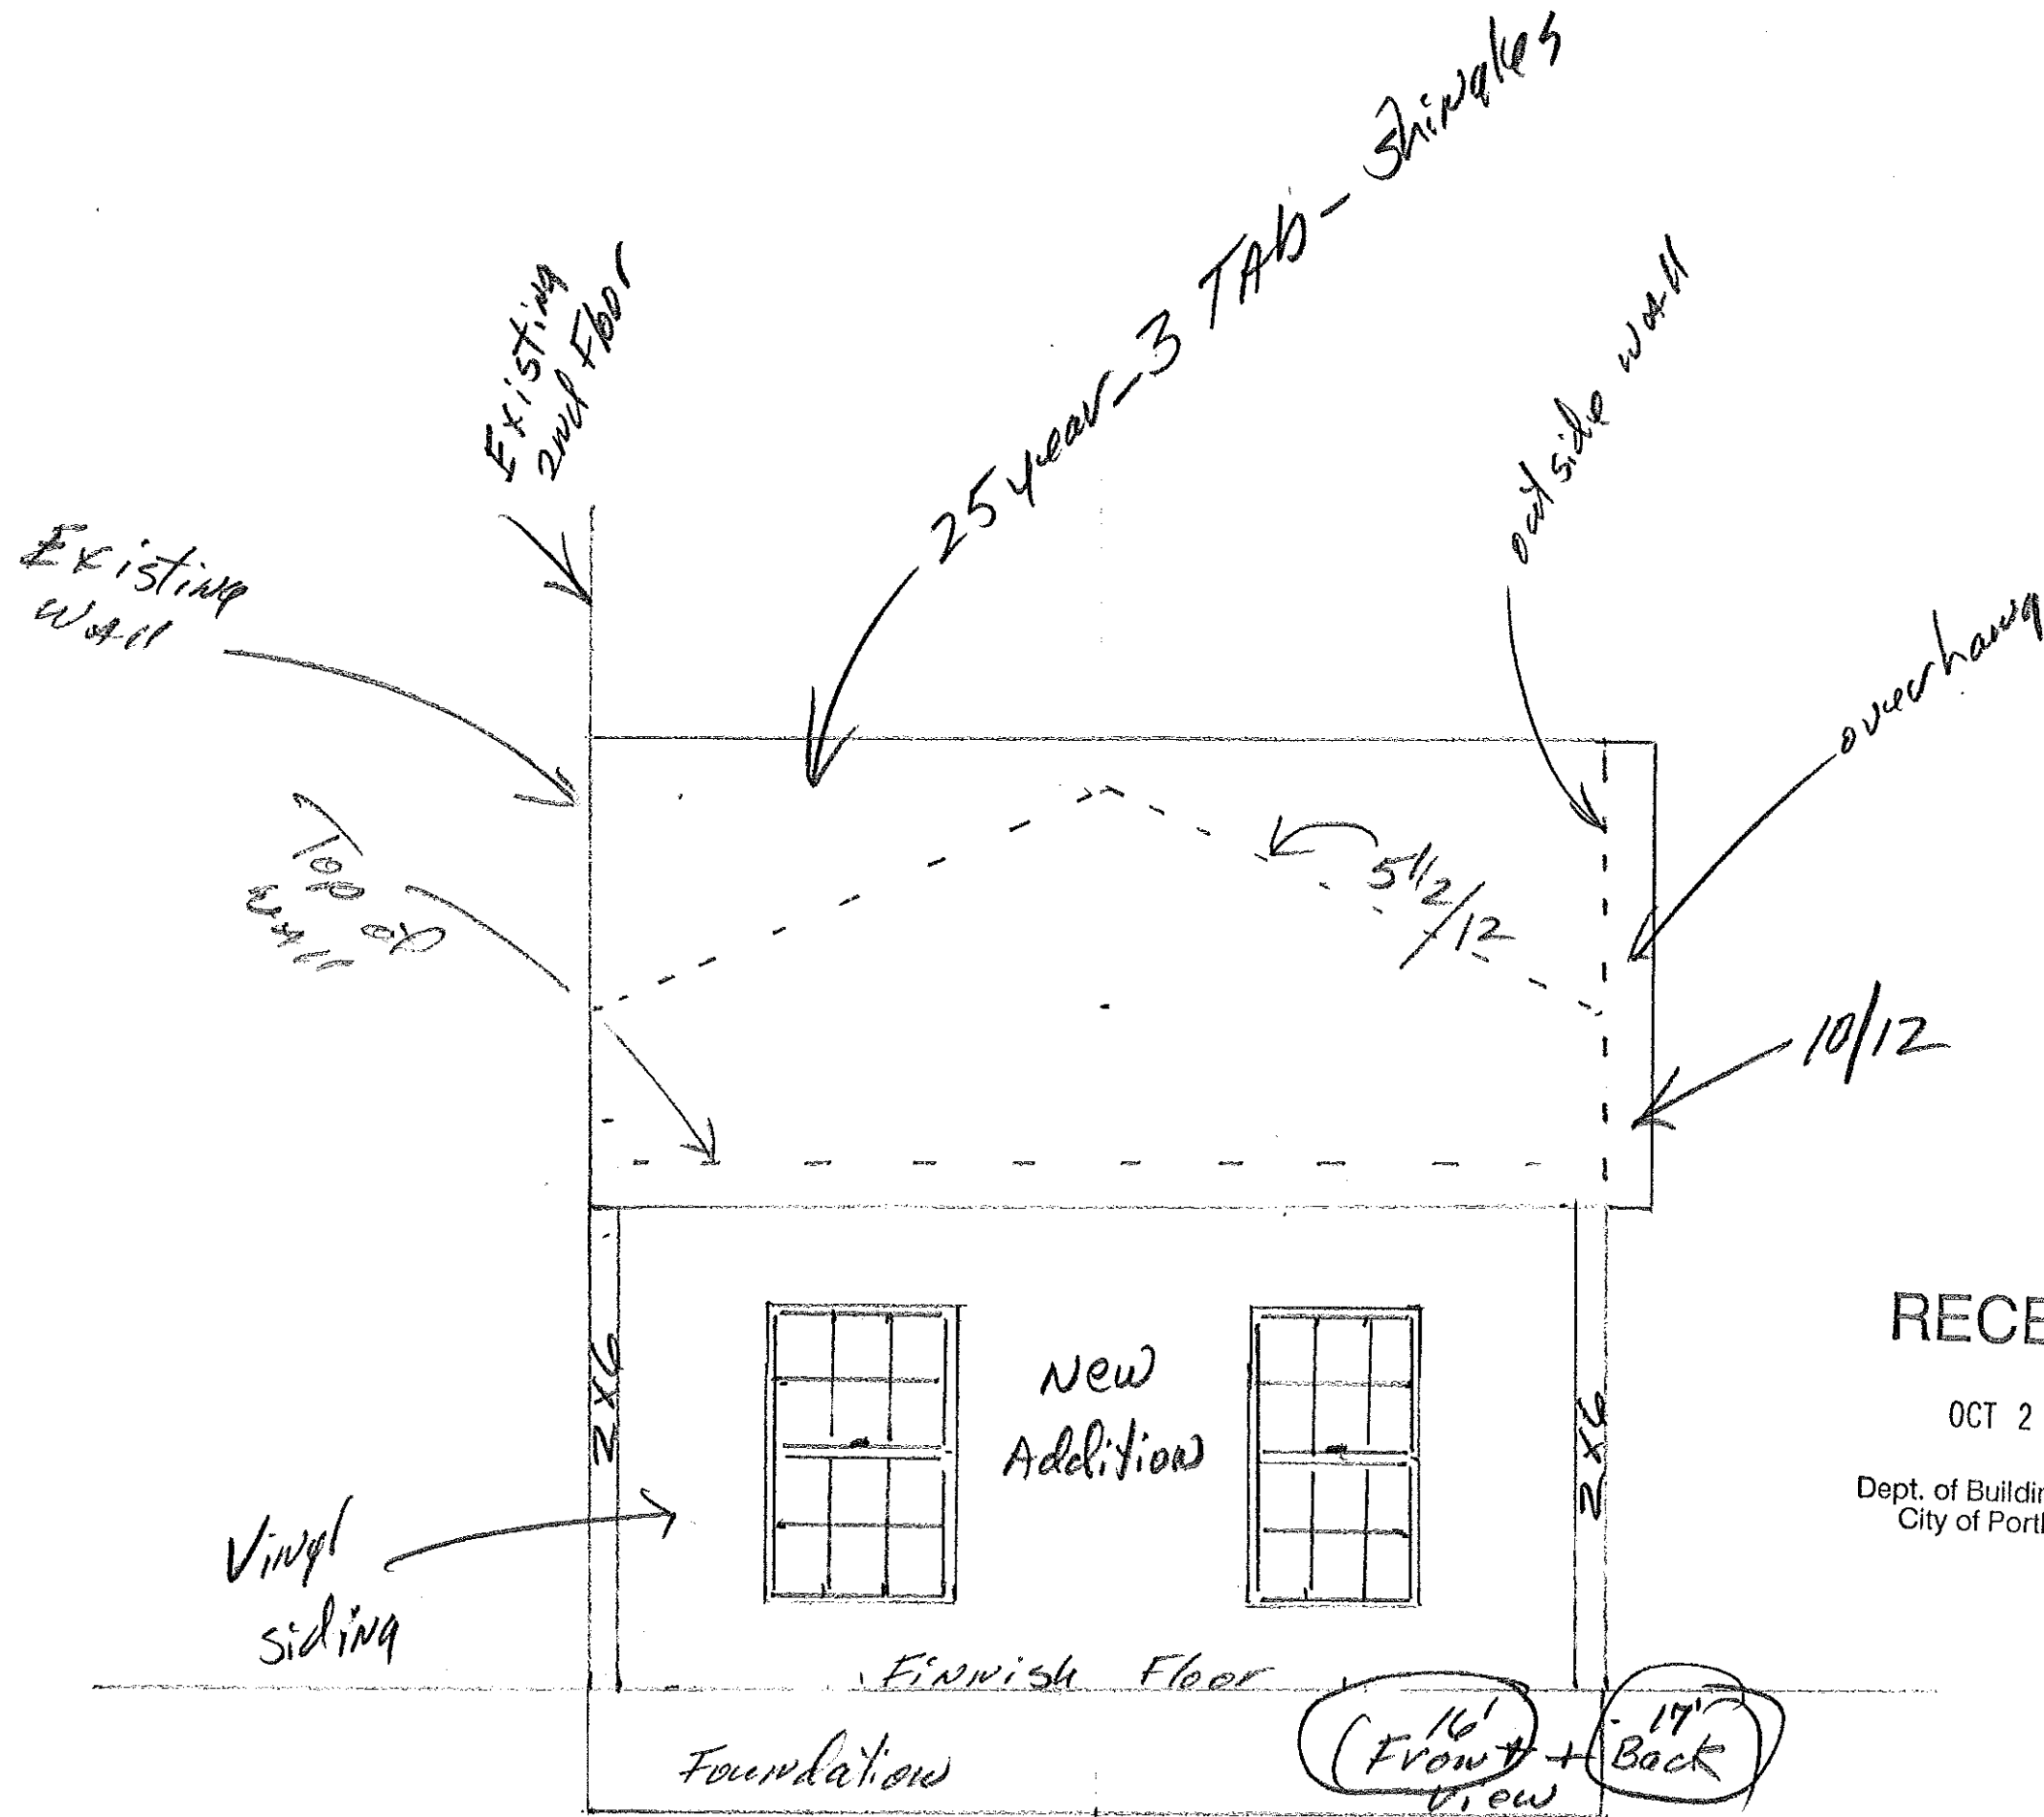 25 year-3 TAb- shingles
Existing
2nd Floor
outside wall
Existing
wall
overhang
Top of
wall
5 1/2/12
10/12
2x6
New
Addition
2x6
RECE
OCT 2
Dept. of Buildin
City of Portl
Vinyl
siding
Finnish Floor
16' 17'
Foundation
(Front + Back
View